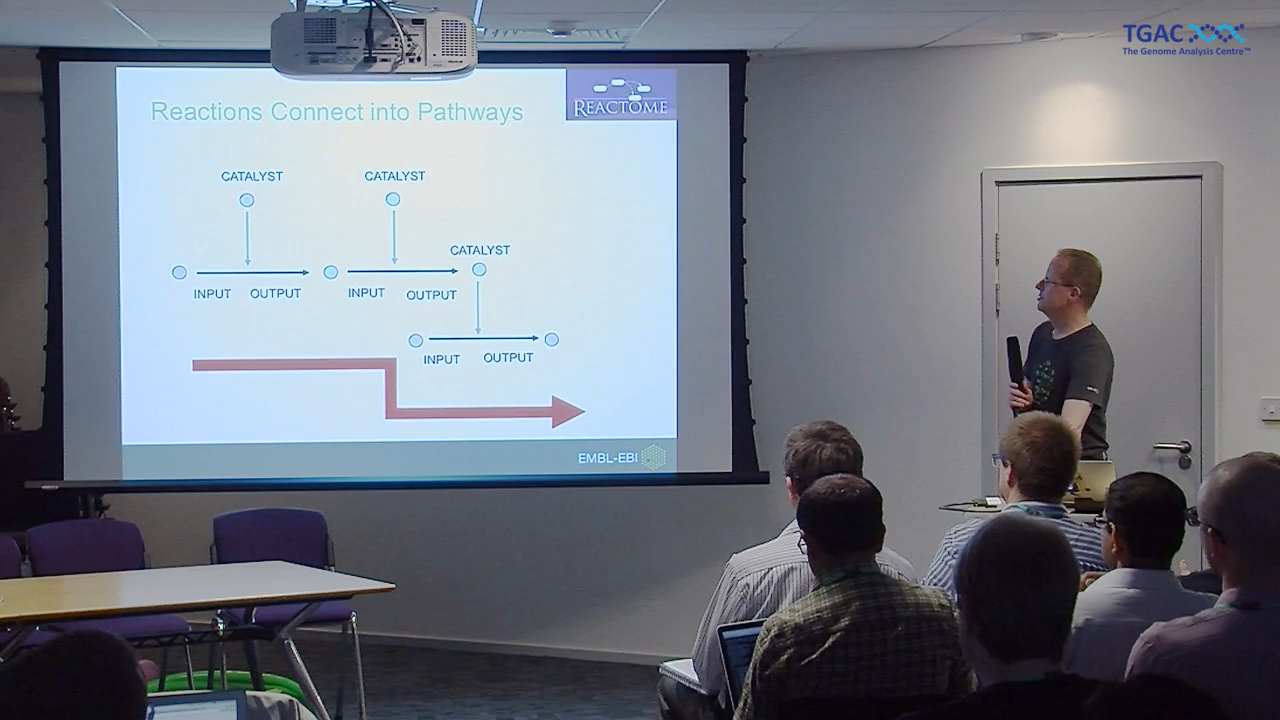 TGAC
The Genome Analysis Centre™
Reactions Connect into Pathways
REACTOME
CATALYST
CATALYST
CATALYST
INPUT OUTPUT
INPUT OUTPUT
INPUT OUTPUT
EMBL-EBI